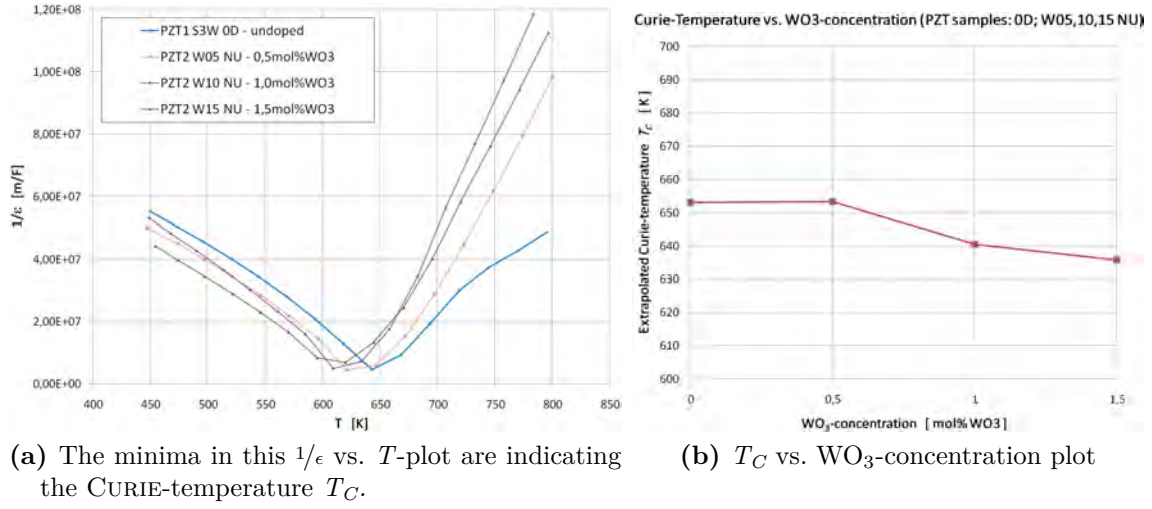 1,20E+08
1,00E+08
8,00E+07
6,00E+07
4,00E+07
2,00E+07
0,00E+00
1/ε [m/F]
PZT1 S3W 0D - undoped
PZT2 W05 NU - 0,5mol%WO3
PZT2 W10 NU - 1,0mol%WO3
PZT2 W15 NU - 1,5mol%WO3
400 450 500 550 600 650 700 750 800 850
T [K]
(a) The minima in this 1/ϵ vs. T-plot are indicating
the CURIE-temperature T_C.
Curie-Temperature vs. WO3-concentration (PZT samples: 0D; W05,10,15 NU)
Extrapolated Curie-temperature T_c [ K ]
700
690
680
670
660
650
640
630
620
610
600
0 0,5 1 1,5
WO₃-concentration [ mol% WO3 ]
(b) T_C vs. WO₃-concentration plot